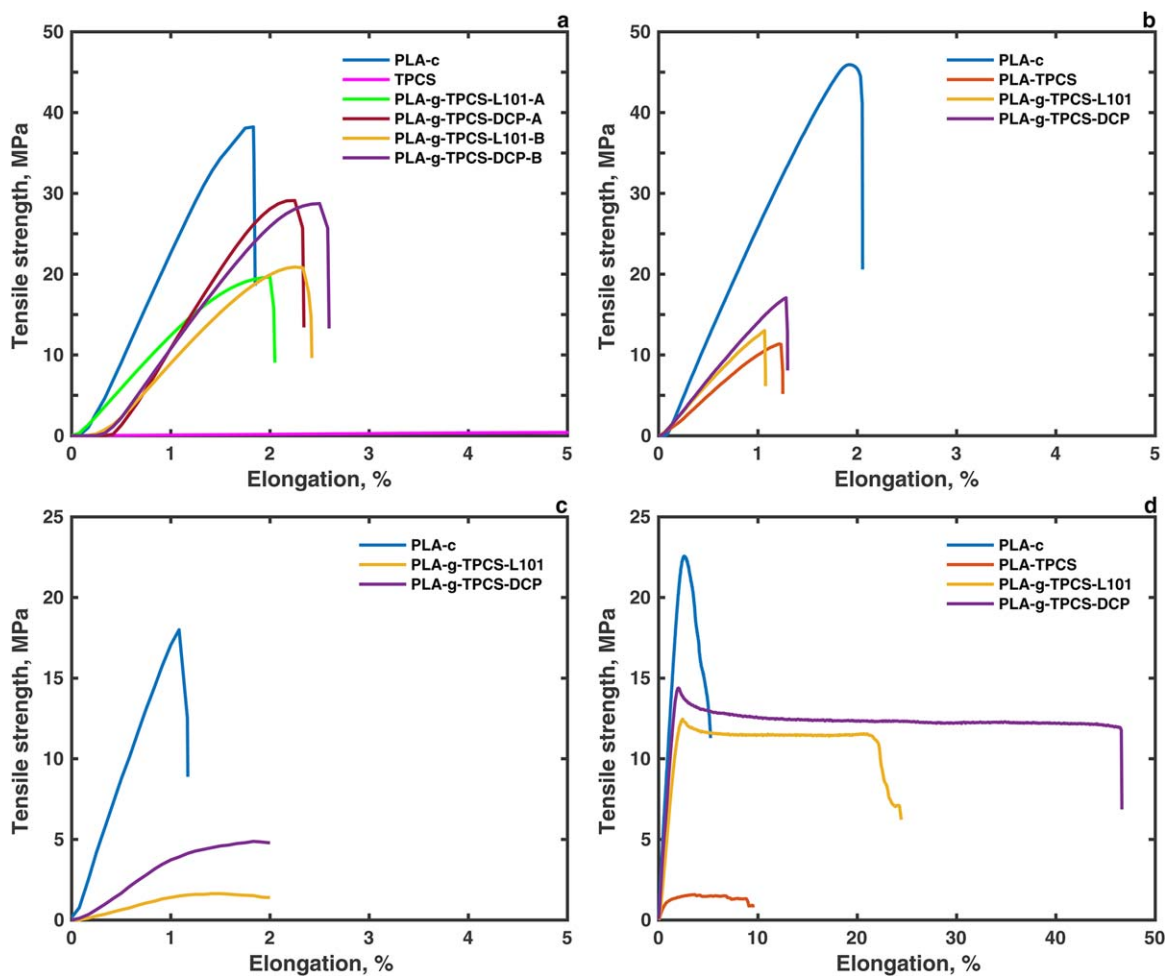 a
50
40
30
20
10
0
Tensile strength, MPa
PLA-c
TPCS
PLA-g-TPCS-L101-A
PLA-g-TPCS-DCP-A
PLA-g-TPCS-L101-B
PLA-g-TPCS-DCP-B
0 1 2 3 4 5
Elongation, %
b
50
40
30
20
10
0
Tensile strength, MPa
PLA-c
PLA-TPCS
PLA-g-TPCS-L101
PLA-g-TPCS-DCP
0 1 2 3 4 5
Elongation, %
c
25
20
15
10
5
0
Tensile strength, MPa
PLA-c
PLA-g-TPCS-L101
PLA-g-TPCS-DCP
0 1 2 3 4 5
Elongation, %
d
25
20
15
10
5
0
Tensile strength, MPa
PLA-c
PLA-TPCS
PLA-g-TPCS-L101
PLA-g-TPCS-DCP
0 10 20 30 40 50
Elongation, %